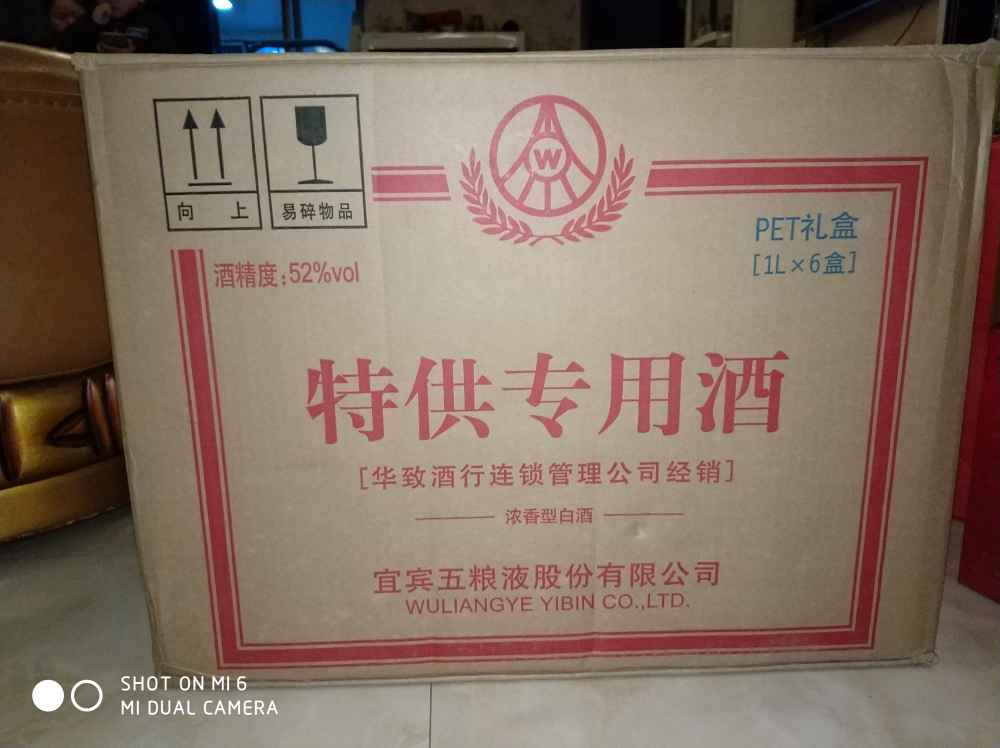 向 上
易碎物品
W
酒精度:52%vol
PET礼盒
[1L×6盒]
特供专用酒
[华致酒行连锁管理公司经销]
浓香型白酒
宜宾五粮液股份有限公司
WULIANGYE YIBIN CO.,LTD.
SHOT ON MI 6
MI DUAL CAMERA